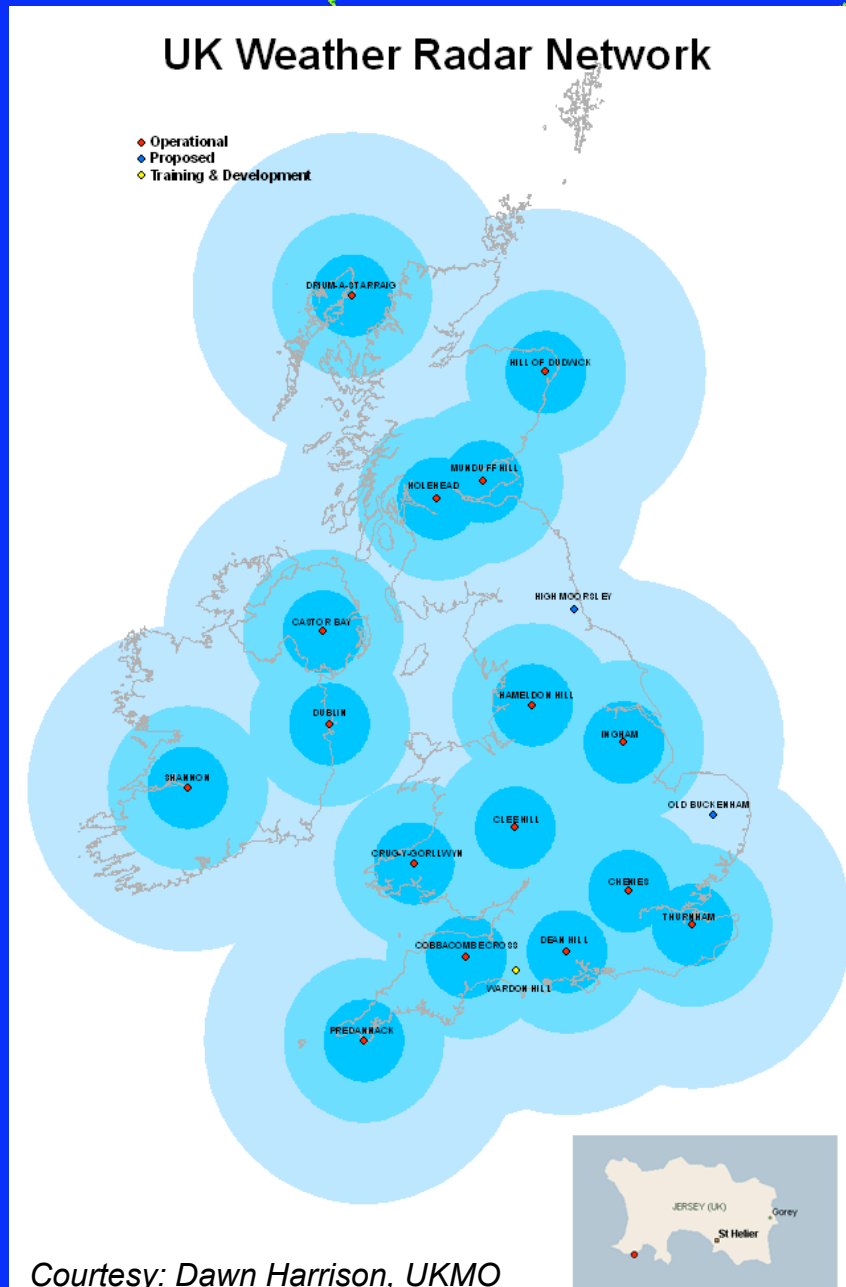 UK Weather Radar Network
Operational
Proposed
Training & Development
DRIUM-A-STARRAIG
HILL OF DUDWICK
MUNDUFF HILL
HOLEHEAD
HIGH MOORSLEY
CASTOR BAY
HAMELDON HILL
DUBLIN
INGHAM
SHANNON
OLD BUCKENHAM
CLEE HILL
CRUG-Y-GORLLWYN
CHENIES
THURNHAM
COBBACOMBE CROSS
DEAN HILL
WARDON HILL
PREDANNACK
JERSEY (UK)
Gorey
St Helier
Courtesy: Dawn Harrison, UKMO